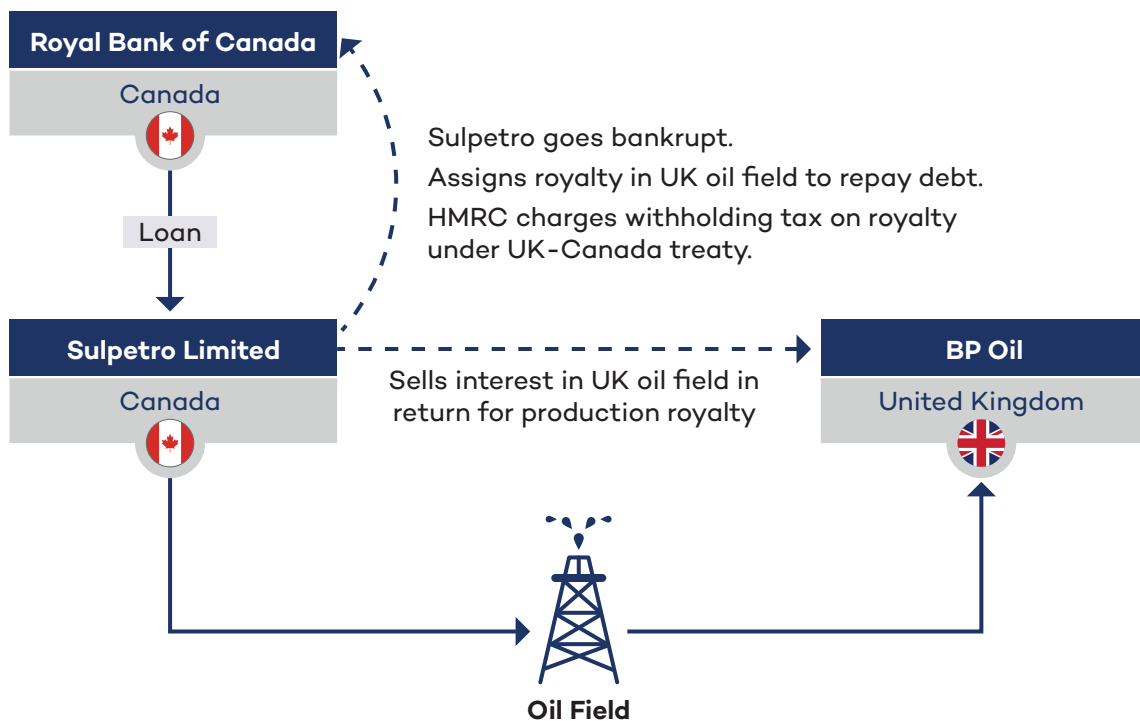 Royal Bank of Canada
Canada
Sulpetro goes bankrupt.
Assigns royalty in UK oil field to repay debt.
HMRC charges withholding tax on royalty
under UK-Canada treaty.
Loan
Sulpetro Limited
Canada
Sells interest in UK oil field in
return for production royalty
BP Oil
United Kingdom
Oil Field